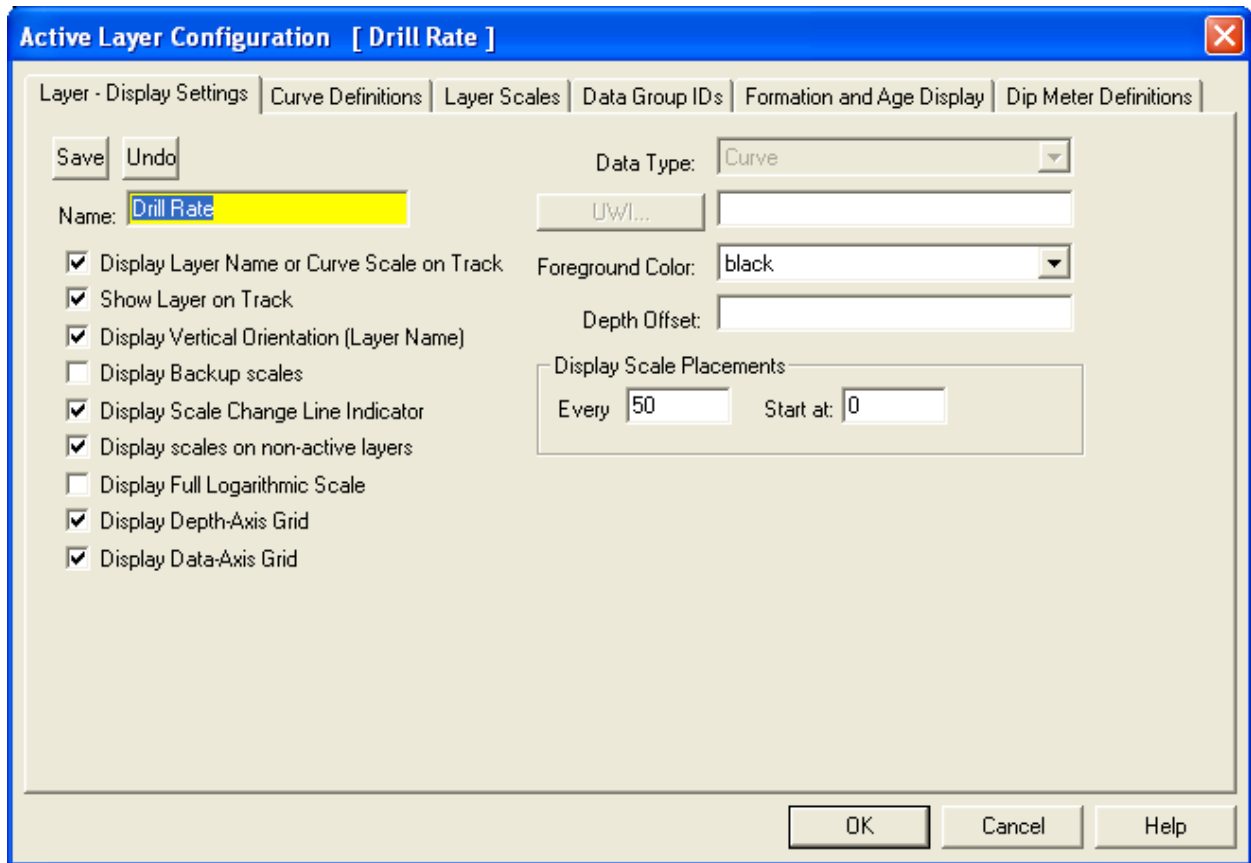 Active Layer Configuration [ Drill Rate ]
Layer - Display Settings Curve Definitions Layer Scales Data Group IDs Formation and Age Display Dip Meter Definitions
Save Undo
Name: Drill Rate
Display Layer Name or Curve Scale on Track
Show Layer on Track
Display Vertical Orientation (Layer Name)
Display Backup scales
Display Scale Change Line Indicator
Display scales on non-active layers
Display Full Logarithmic Scale
Display Depth-Axis Grid
Display Data-Axis Grid
Data Type: Curve
UWI...
Foreground Color: black
Depth Offset:
Display Scale Placements
Every 50 Start at: 0
OK Cancel Help